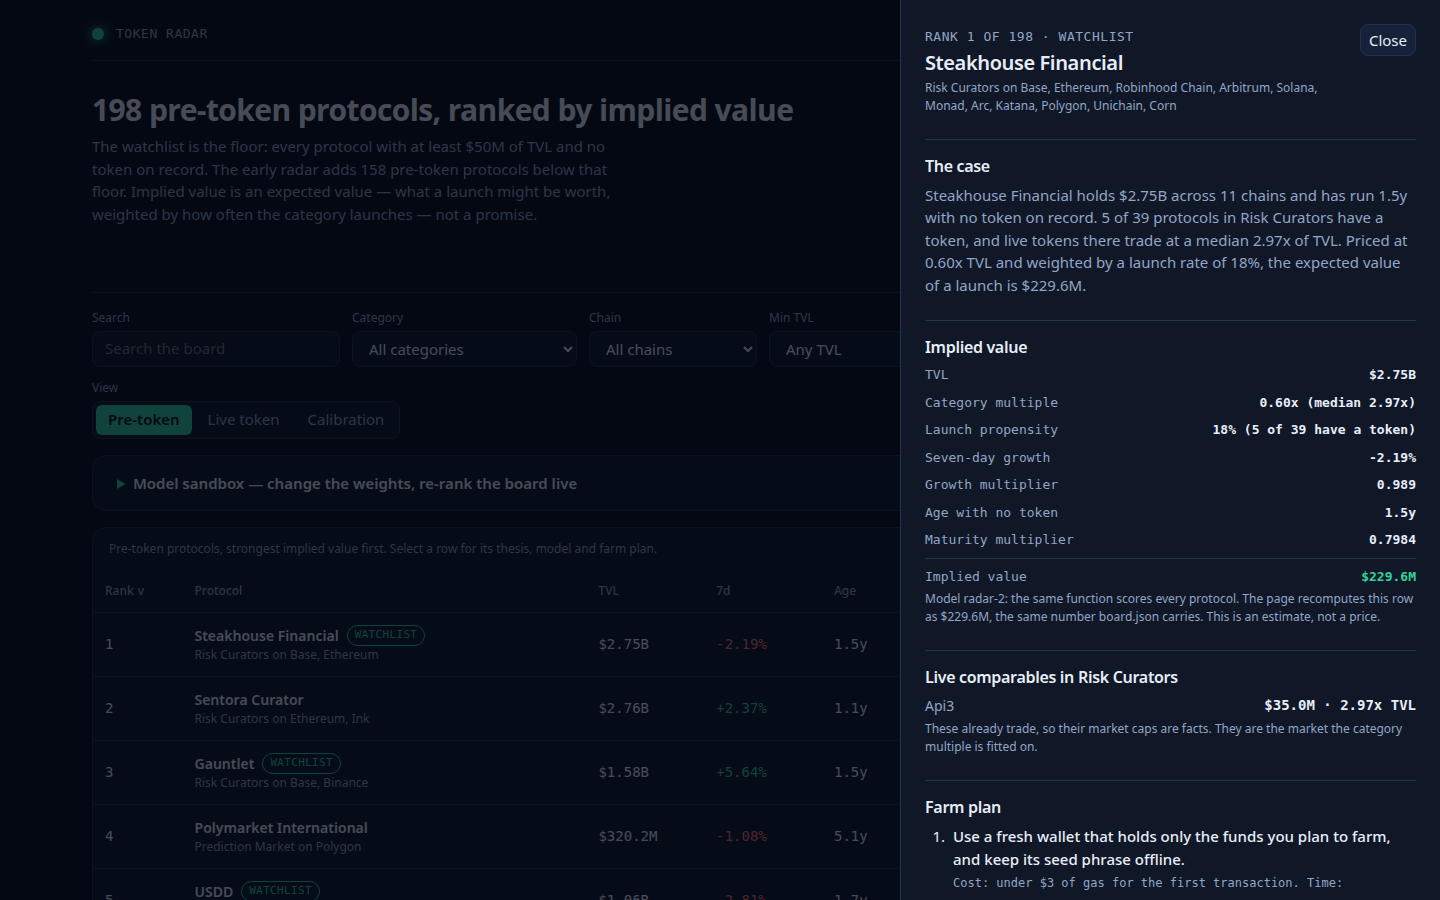 TOKEN RADAR
198 pre-token protocols, ranked by implied value
The watchlist is the floor: every protocol with at least $50M of TVL and no
token on record. The early radar adds 158 pre-token protocols below that
floor. Implied value is an expected value — what a launch might be worth,
weighted by how often the category launches — not a promise.
Search
Category
Chain
Min TVL
Search the board
All categories
All chains
Any TVL
View
Pre-token
Live token
Calibration
Model sandbox — change the weights, re-rank the board live
Pre-token protocols, strongest implied value first. Select a row for its thesis, model and farm plan.
Rank v Protocol TVL 7d Age
1 Steakhouse Financial WATCHLIST $2.75B -2.19% 1.5y
Risk Curators on Base, Ethereum
2 Sentora Curator $2.76B +2.37% 1.1y
Risk Curators on Ethereum, Ink
3 Gauntlet WATCHLIST $1.58B +5.64% 1.5y
Risk Curators on Base, Binance
4 Polymarket International $320.2M -1.08% 5.1y
Prediction Market on Polygon
USDD WATCHLIST
RANK 1 OF 198 · WATCHLIST
Close
Steakhouse Financial
Risk Curators on Base, Ethereum, Robinhood Chain, Arbitrum, Solana,
Monad, Arc, Katana, Polygon, Unichain, Corn
The case
Steakhouse Financial holds $2.75B across 11 chains and has run 1.5y
with no token on record. 5 of 39 protocols in Risk Curators have a
token, and live tokens there trade at a median 2.97x of TVL. Priced at
0.60x TVL and weighted by a launch rate of 18%, the expected value
of a launch is $229.6M.
Implied value
TVL $2.75B
Category multiple 0.60x (median 2.97x)
Launch propensity 18% (5 of 39 have a token)
Seven-day growth -2.19%
Growth multiplier 0.989
Age with no token 1.5y
Maturity multiplier 0.7984
Implied value $229.6M
Model radar-2: the same function scores every protocol. The page recomputes this row
as $229.6M, the same number board.json carries. This is an estimate, not a price.
Live comparables in Risk Curators
Api3 $35.0M · 2.97x TVL
These already trade, so their market caps are facts. They are the market the category
multiple is fitted on.
Farm plan
1. Use a fresh wallet that holds only the funds you plan to farm,
and keep its seed phrase offline.
Cost: under $3 of gas for the first transaction. Time: